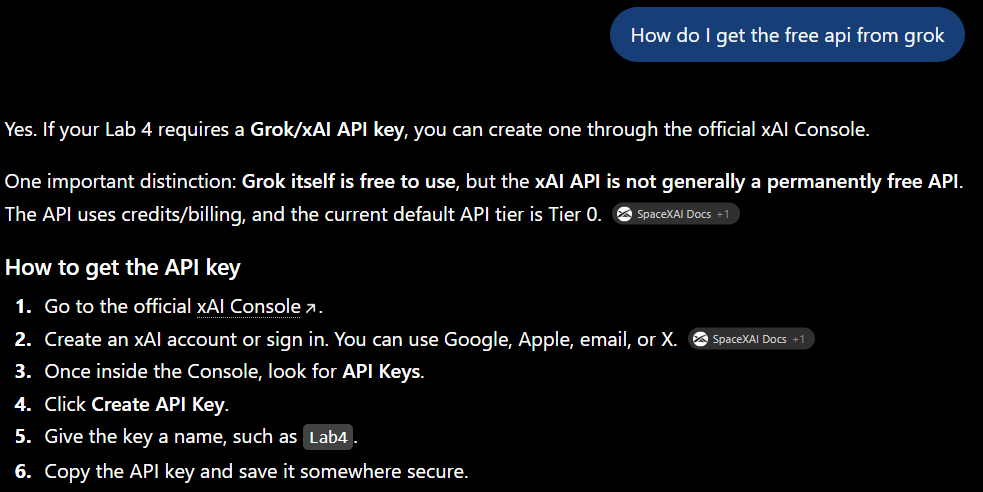 How do I get the free api from grok
Yes. If your Lab 4 requires a Grok/xAI API key, you can create one through the official xAI Console.
One important distinction: Grok itself is free to use, but the xAI API is not generally a permanently free API.
The API uses credits/billing, and the current default API tier is Tier 0. SpaceXAI Docs +1
How to get the API key
1. Go to the official xAI Console ↗.
2. Create an xAI account or sign in. You can use Google, Apple, email, or X. SpaceXAI Docs +1
3. Once inside the Console, look for API Keys.
4. Click Create API Key.
5. Give the key a name, such as Lab4.
6. Copy the API key and save it somewhere secure.